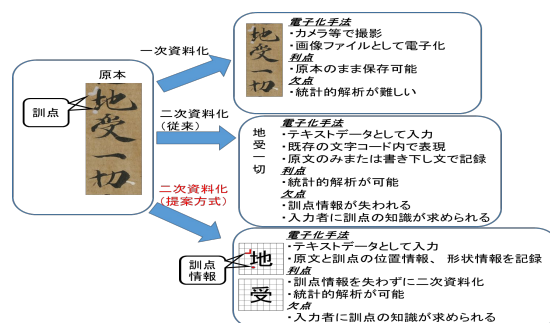 原本
地受一切
訓点
一次資料化
二次資料化
(従来)
二次資料化
(提案方式)
地受一切
電子化手法
・カメラ等で撮影
・画像ファイルとして電子化
利点
・原本のまま保存可能
欠点
・統計的解析が難しい
地受一切
電子化手法
・テキストデータとして入力
・既存の文字コード内で表現
・原文のみまたは書き下し文で記録
利点
・統計的解析が可能
欠点
・訓点情報が失われる
・入力者に訓点の知識が求められる
訓点
情報
地
受
電子化手法
・テキストデータとして入力
・原文と訓点の位置情報、 形状情報を記録
利点
・訓点情報を失わずに二次資料化
・統計的解析が可能
欠点
・入力者に訓点の知識が求められる